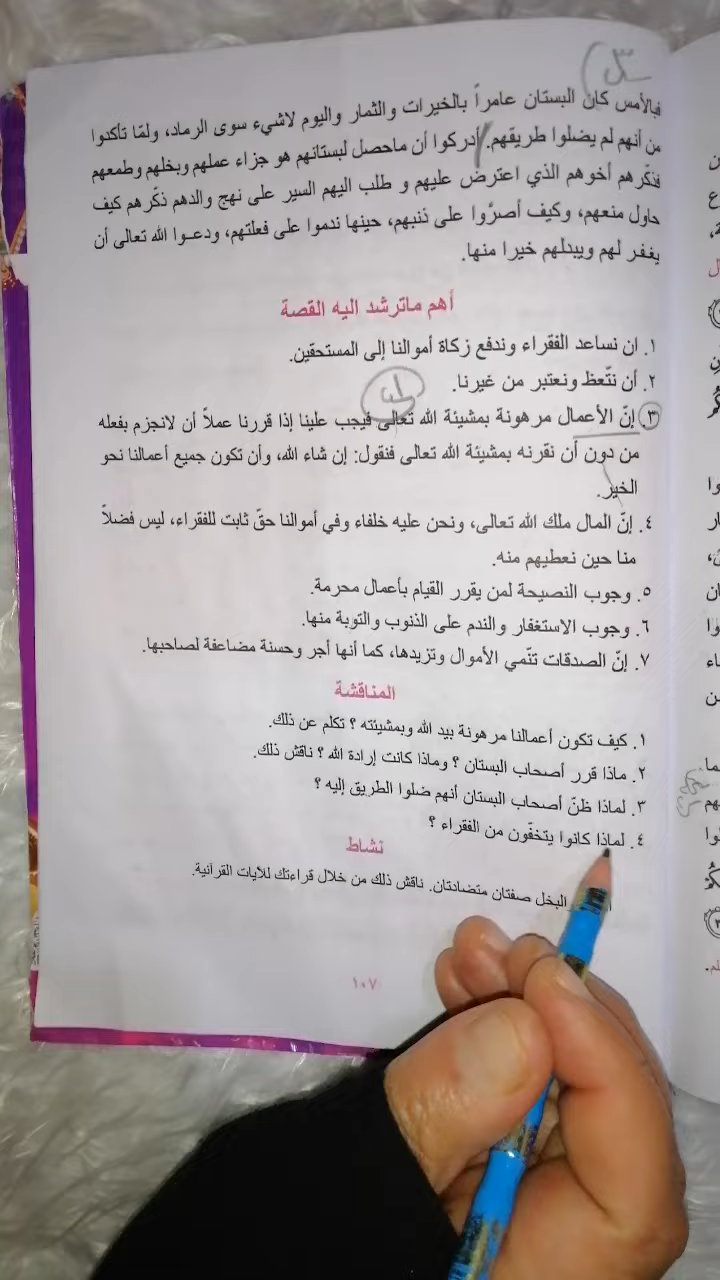 فبالأمس كان البستان عامراً بالخيرات والثمار واليوم لاشيء سوى الرماد، ولمّا تأكدوا
من أنهم لم يضلوا طريقهم. أدركوا أن ماحصل لبستانهم هو جزاء عملهم وبخلهم وطمعهم
فذكّرهم أخوهم الذي اعترض عليهم و طلب اليهم السير على نهج والدهم ذكّرهم كيف
حاول منعهم، وكيف أصرّوا على ذنبهم، حينها ندموا على فعلتهم، ودعوا الله تعالى أن
يغفر لهم ويبدلهم خيرا منها.
أهم ماترشد اليه القصة
١. ان نساعد الفقراء وندفع زكاة أموالنا إلى المستحقين.
٢. أن نتّعظ ونعتبر من غيرنا.
٣ إنّ الأعمال مرهونة بمشيئة الله تعالى فيجب علينا إذا قررنا عملاً أن لانجزم بفعله
من دون أن نقرنه بمشيئة الله تعالى فنقول: إن شاء الله، وأن تكون جميع أعمالنا نحو
الخير.
٤. إنّ المال ملك الله تعالى، ونحن عليه خلفاء وفي أموالنا حقّ ثابت للفقراء، ليس فضلاً
منا حين نعطيهم منه.
٥. وجوب النصيحة لمن يقرر القيام بأعمال محرمة.
٦. وجوب الاستغفار والندم على الذنوب والتوبة منها.
٧. إنّ الصدقات تنّمي الأموال وتزيدها، كما أنها أجر وحسنة مضاعفة لصاحبها.
المناقشة
١. كيف تكون أعمالنا مرهونة بيد الله وبمشيئته ؟ تكلم عن ذلك.
٢. ماذا قرر أصحاب البستان ؟ وماذا كانت إرادة الله ؟ ناقش ذلك.
٣. لماذا ظنّ أصحاب البستان أنهم ضلوا الطريق إليه ؟
٤. لماذا كانوا يتخفّون من الفقراء ؟
نشاط
البخل صفتان متضادتان. ناقش ذلك من خلال قراءتك للآيات القرآنية.
١٠٧